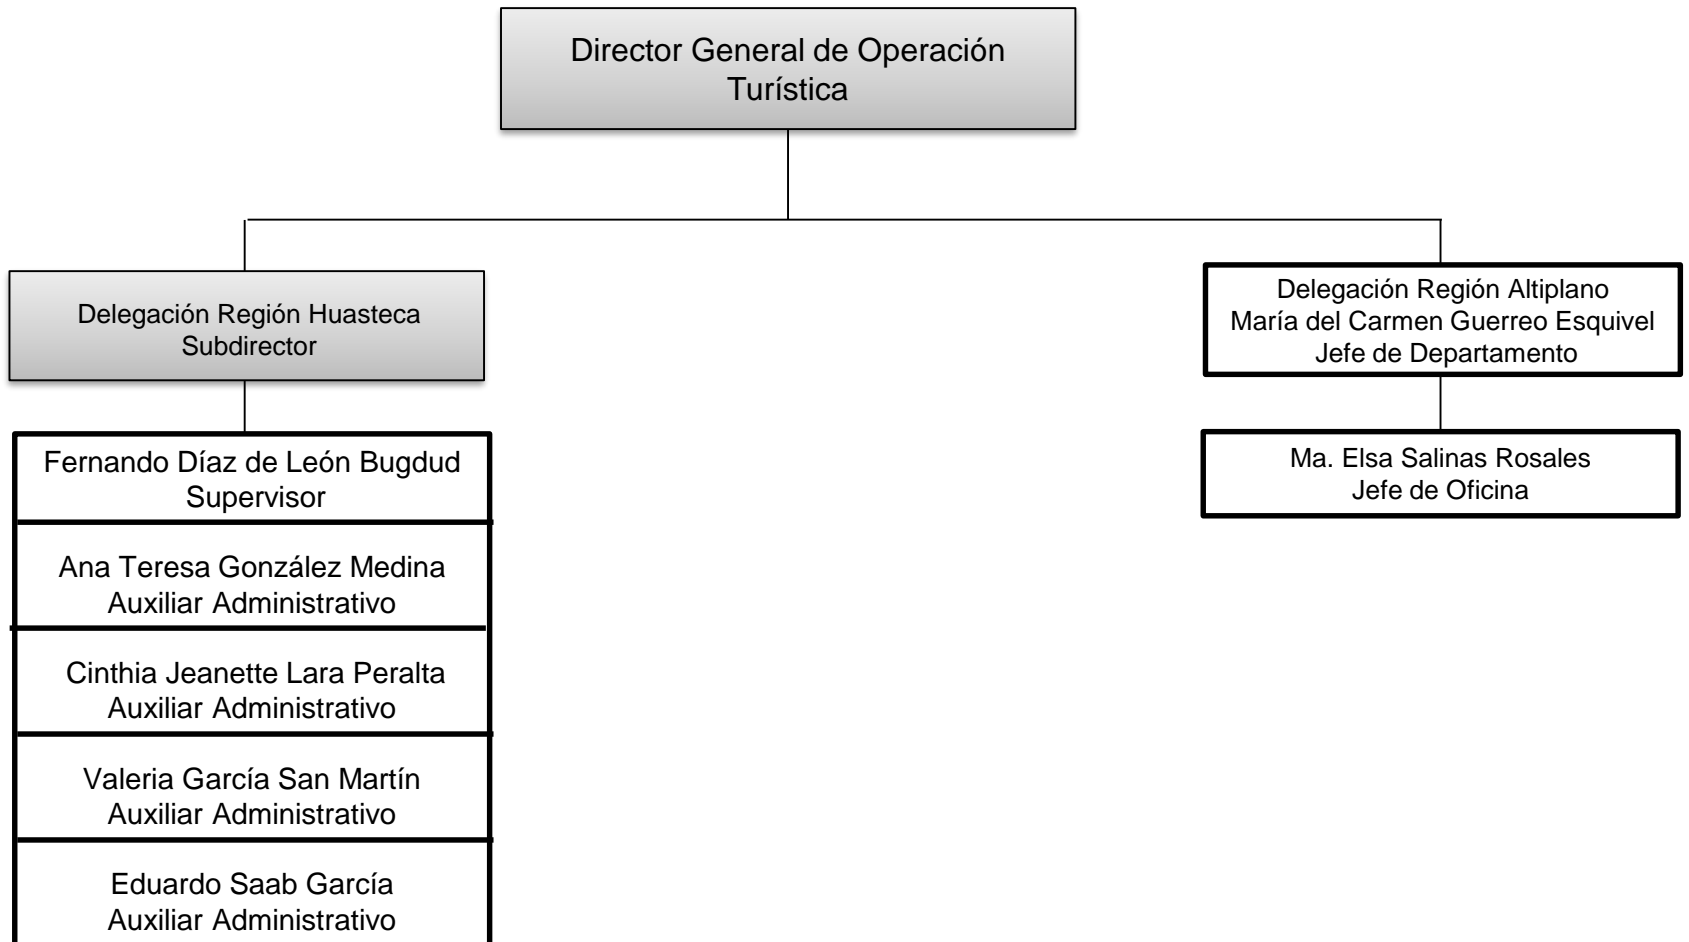 Director General de Operación
Turística
Delegación Región Huasteca
Subdirector
Fernando Díaz de León Bugdud
Supervisor
Ana Teresa González Medina
Auxiliar Administrativo
Cinthia Jeanette Lara Peralta
Auxiliar Administrativo
Valeria García San Martín
Auxiliar Administrativo
Eduardo Saab García
Auxiliar Administrativo
Delegación Región Altiplano
María del Carmen Guerreo Esquivel
Jefe de Departamento
Ma. Elsa Salinas Rosales
Jefe de Oficina